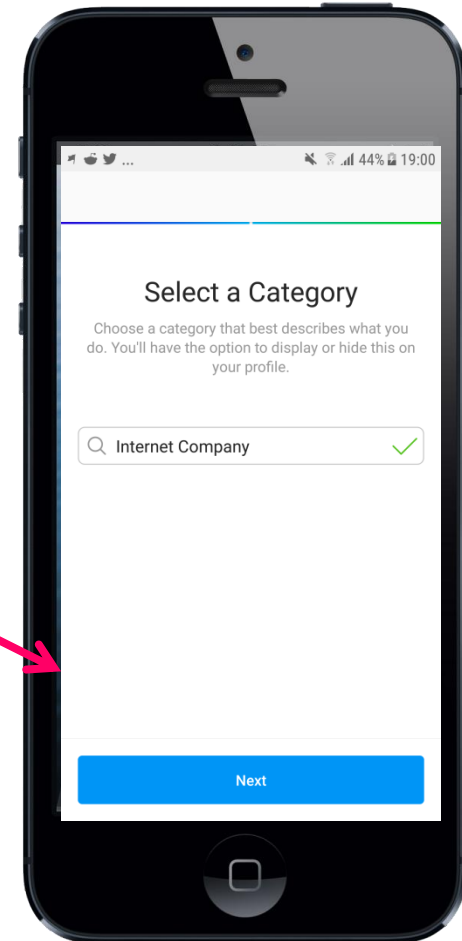 ... 44% 19:00
Select a Category
Choose a category that best describes what you
do. You'll have the option to display or hide this on
your profile.
Internet Company
Next